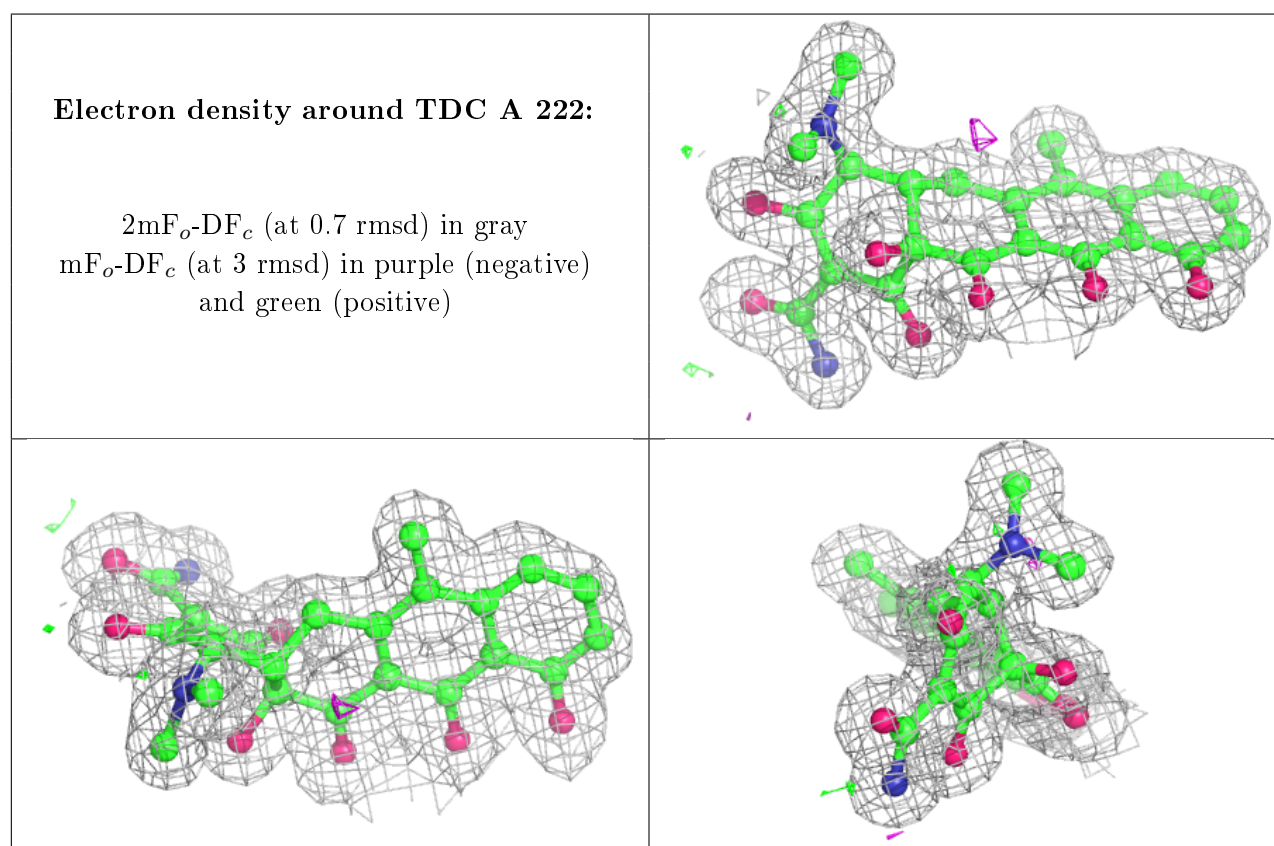 Electron density around TDC A 222:
2mFₒ-DF𝒸 (at 0.7 rmsd) in gray
mFₒ-DF𝒸 (at 3 rmsd) in purple (negative)
and green (positive)